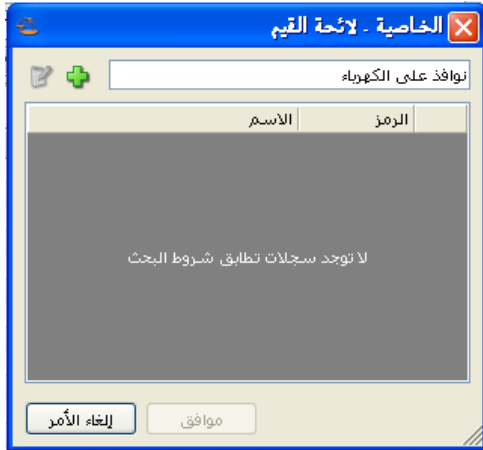 الخاصية - لائحة القيم
نوافذ على الكهرباء
الرمز الاسم
لا توجد سجلات تطابق شروط البحث
موافق إلغاء الأمر